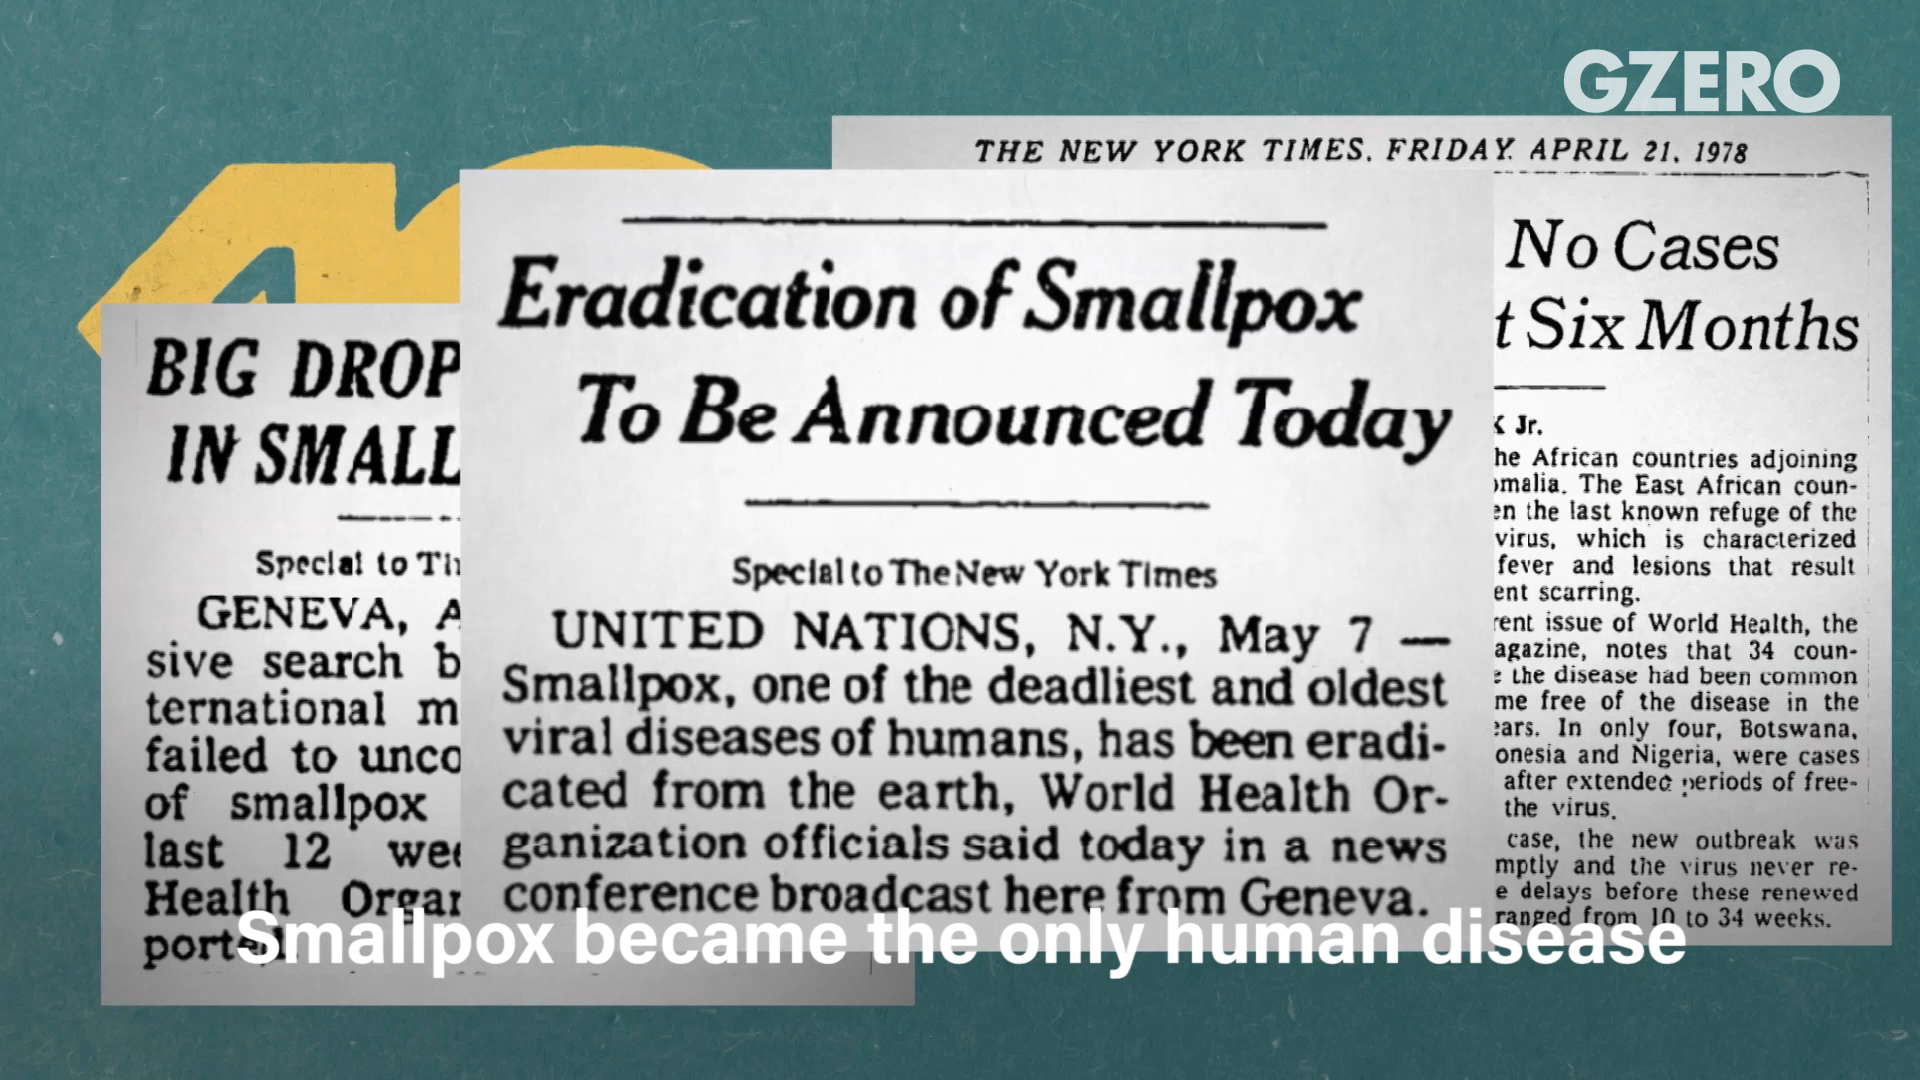 GZERO
THE NEW YORK TIMES, FRIDAY, APRIL 21, 1978
No Cases
t Six Months
Jr.
he African countries adjoining
omalia. The East African coun-
en the last known refuge of the
virus, which is characterized
fever and lesions that result
ent scarring.
rent issue of World Health, the
agazine, notes that 34 coun-
the disease had been common
me free of the disease in the
ears. In only four, Botswana,
onesia and Nigeria, were cases
after extended periods of free-
the virus.
case, the new outbreak was
mptly and the virus never re-
e delays before these renewed
ranged from 10 to 34 weeks.
Eradication of Smallpox
To Be Announced Today
Special to The New York Times
UNITED NATIONS, N.Y., May 7 —
Smallpox, one of the deadliest and oldest
viral diseases of humans, has been eradi-
cated from the earth, World Health Or-
ganization officials said today in a news
conference broadcast here from Geneva.
BIG DROP
IN SMALL
Special to Th
GENEVA, A
sive search b
ternational m
failed to unco
of smallpox
last 12 wee
Health Organ
ported.
Smallpox became the only human disease